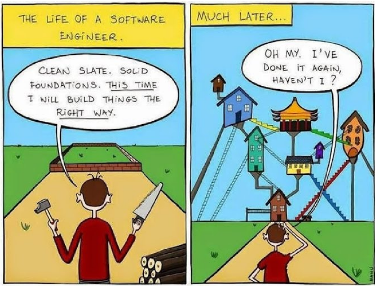 THE LIFE OF A SOFTWARE
ENGINEER.
CLEAN SLATE. SOLID
FOUNDATIONS. THIS TIME
I WILL BUILD THINGS THE
RIGHT WAY.
MUCH LATER...
OH MY. I'VE
DONE IT AGAIN,
HAVEN'T I ?